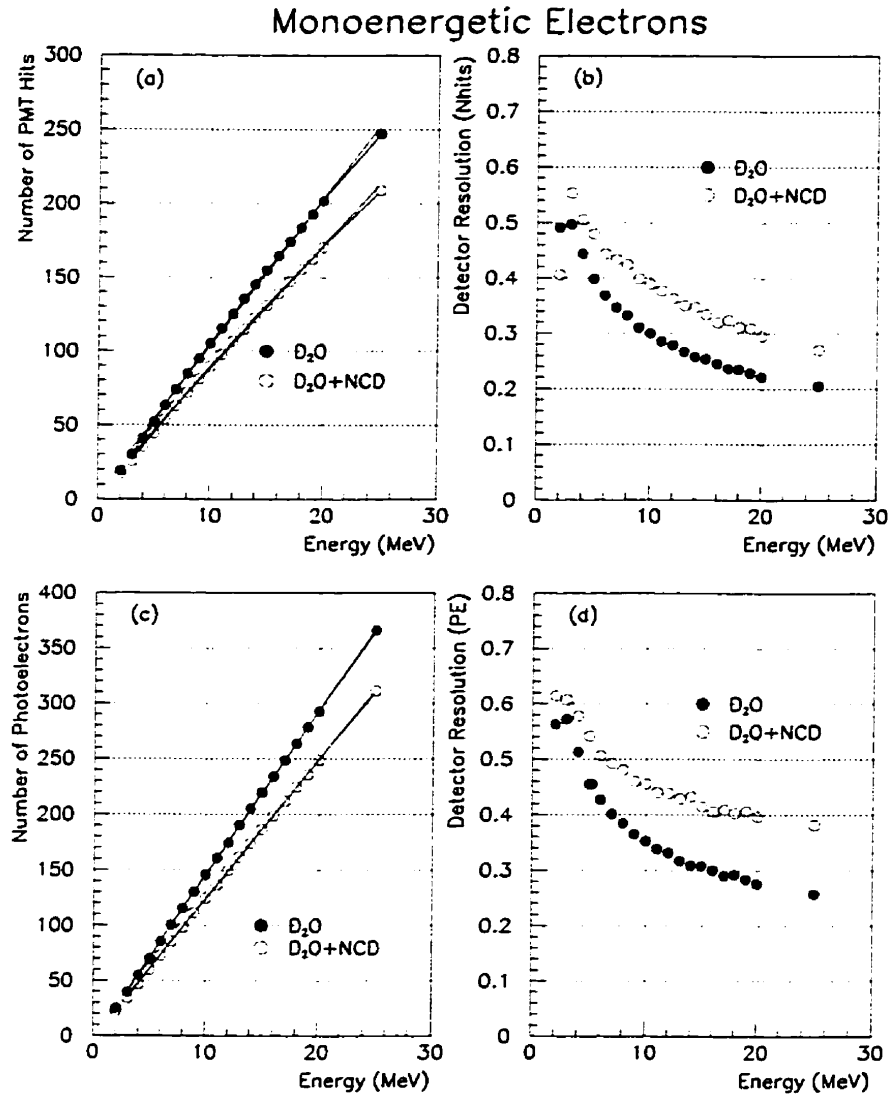 Monoenergetic Electrons
Number of PMT Hits
300
250
200
150
100
50
0
(a)
D₂O
D₂O+NCD
0 10 20 30
Energy (MeV)
Detector Resolution (Nhits)
0.8
0.7
0.6
0.5
0.4
0.3
0.2
0.1
0
(b)
D₂O
D₂O+NCD
0 10 20 30
Energy (MeV)
Number of Photoelectrons
400
350
300
250
200
150
100
50
0
(c)
D₂O
D₂O+NCD
0 10 20 30
Energy (MeV)
Detector Resolution (PE)
0.8
0.7
0.6
0.5
0.4
0.3
0.2
0.1
0
(d)
D₂O
D₂O+NCD
0 10 20 30
Energy (MeV)